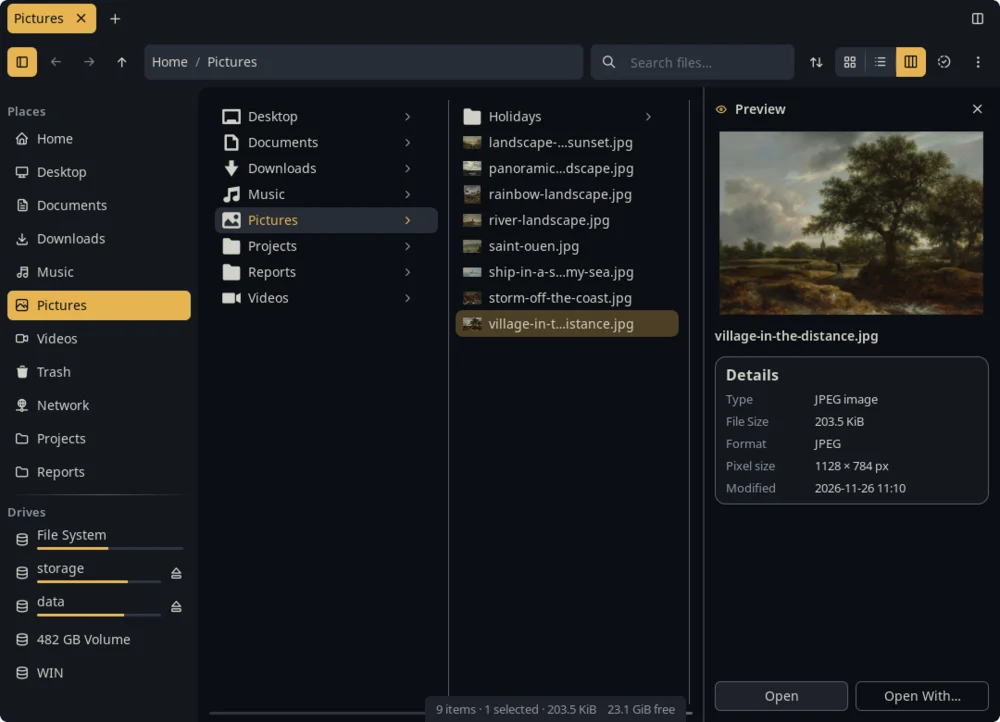 Pictures
Home / Pictures
Search files...
Places
Home
Desktop
Documents
Downloads
Music
Pictures
Videos
Trash
Network
Projects
Reports
Drives
File System
storage
data
482 GB Volume
WIN
Desktop
Documents
Downloads
Music
Pictures
Projects
Reports
Videos
Holidays
landscape-...sunset.jpg
panoramic...dscape.jpg
rainbow-landscape.jpg
river-landscape.jpg
saint-ouen.jpg
ship-in-a-s...my-sea.jpg
storm-off-the-coast.jpg
village-in-t...istance.jpg
9 items · 1 selected · 203.5 KiB 23.1 GiB free
Preview
village-in-the-distance.jpg
Details
Type JPEG image
File Size 203.5 KiB
Format JPEG
Pixel size 1128 × 784 px
Modified 2026-11-26 11:10
Open
Open With...